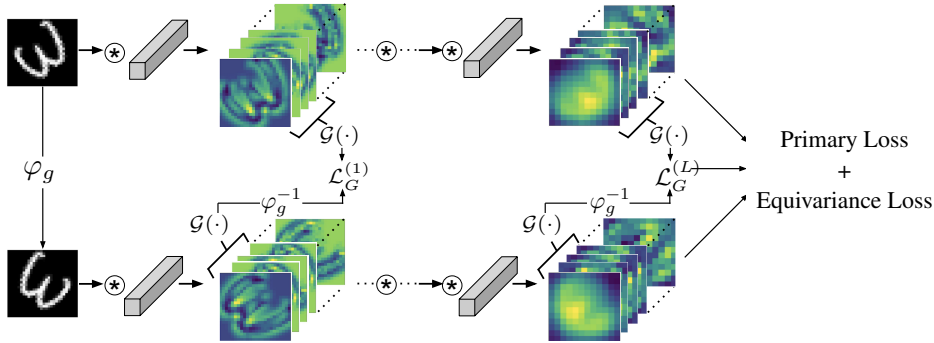 𝒢(·)
𝒢(·)
Primary Loss
+
Equivariance Loss
φ_g
ℒ_G^{(1)}
ℒ_G^{(L)}
φ_g^{-1}
φ_g^{-1}
𝒢(·)
𝒢(·)